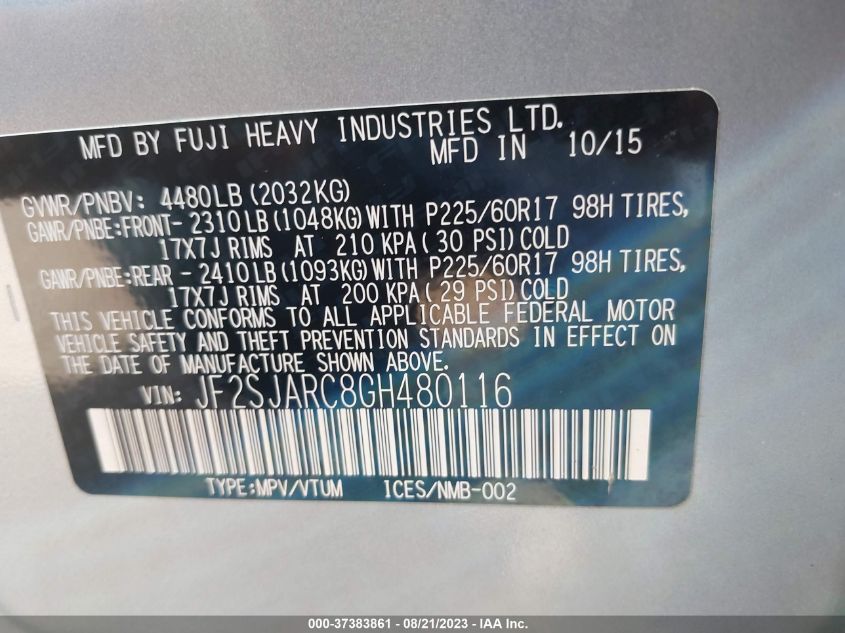 MFD BY FUJI HEAVY INDUSTRIES LTD.
MFD IN 10/15
GVWR/PNBV: 4480LB(2032KG)
GAWR/PNBE:FRONT- 2310LB(1048KG)WITH P225/60R17 98H TIRES,
17X7J RIMS AT 210 KPA( 30 PSI)COLD
GAWR/PNBE:REAR - 2410LB(1093KG)WITH P225/60R17 98H TIRES,
17X7J RIMS AT 200 KPA( 29 PSI)COLD
THIS VEHICLE CONFORMS TO ALL APPLICABLE FEDERAL MOTOR
VEHICLE SAFETY AND THEFT PREVENTION STANDARDS IN EFFECT ON
THE DATE OF MANUFACTURE SHOWN ABOVE.
VIN: JF2SJARC8GH480116
TYPE:MPV/VTUM ICES/NMB-002
000-37383861 - 08/21/2023 - IAA Inc.